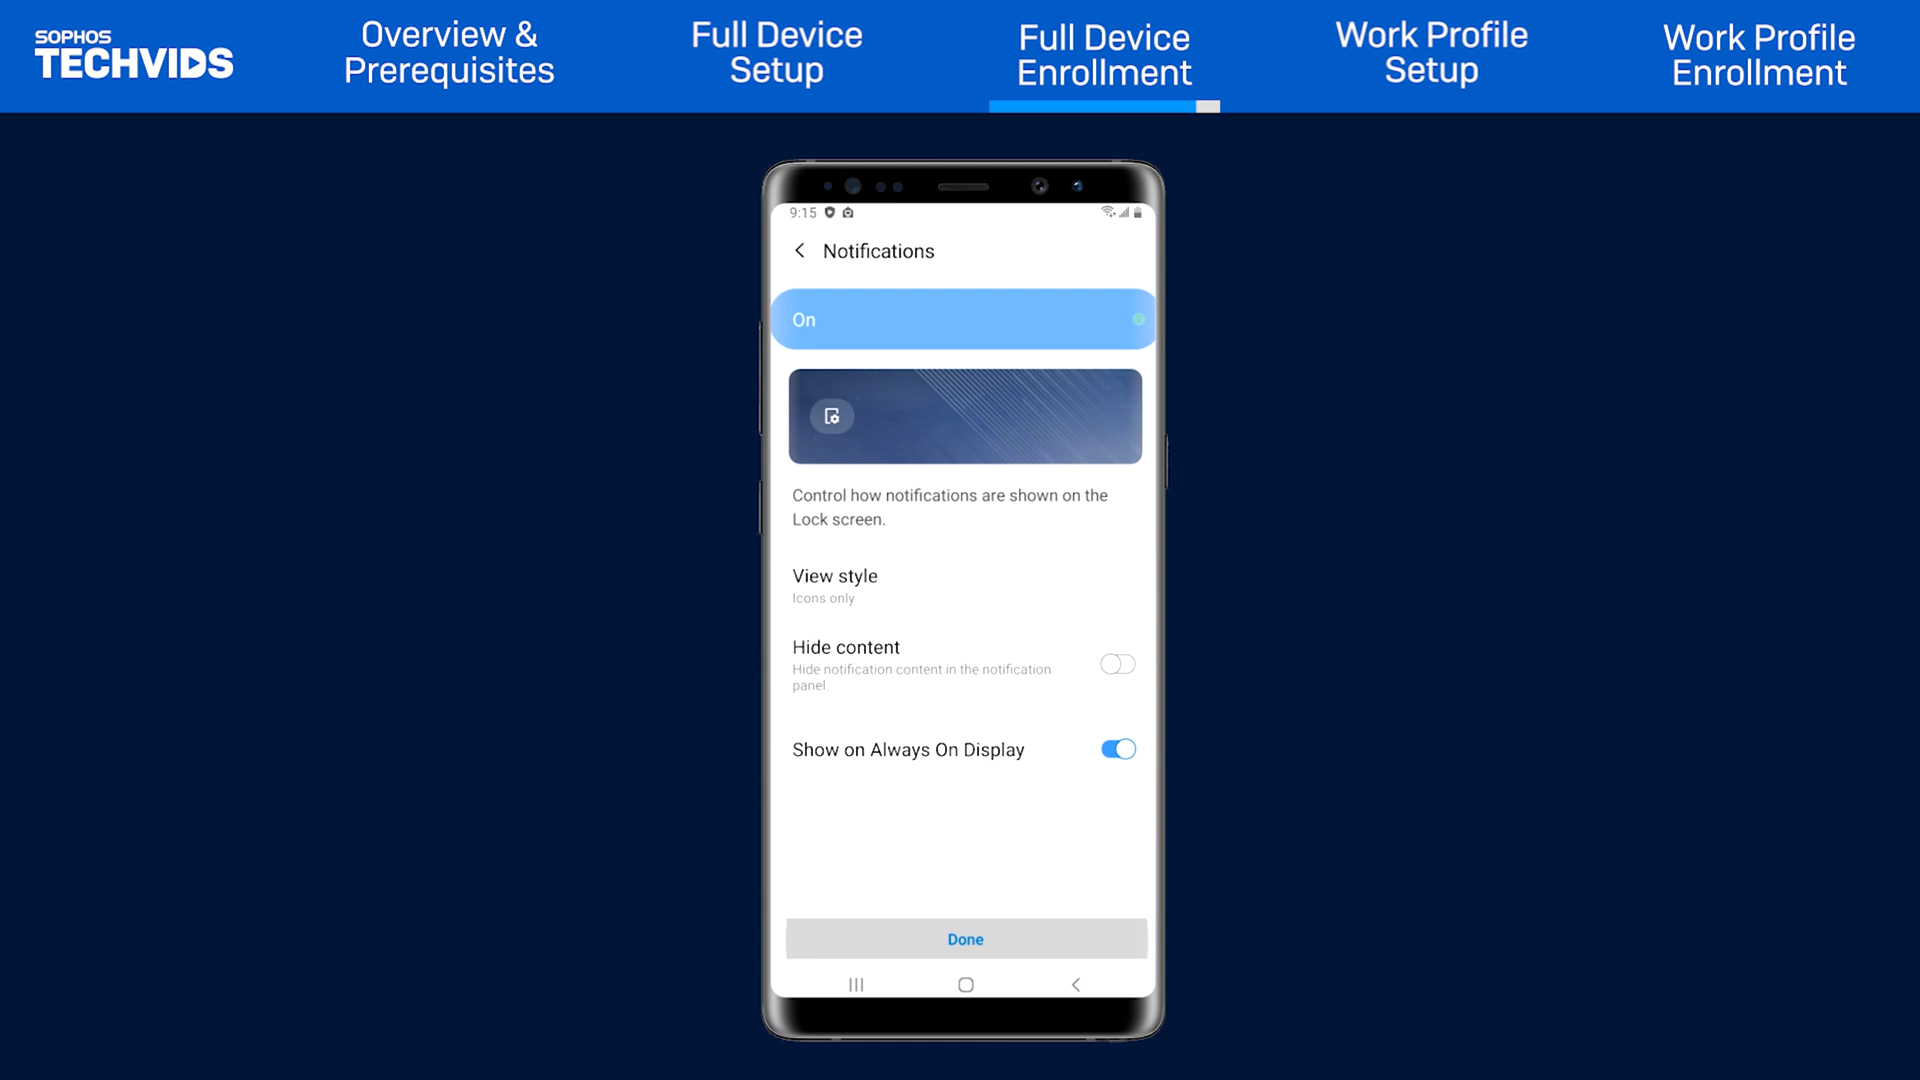 SOPHOS
TECHVIDS
Overview &
Prerequisites
Full Device
Setup
Full Device
Enrollment
Work Profile
Setup
Work Profile
Enrollment
9:15
Notifications
On
Control how notifications are shown on the
Lock screen.
View style
Icons only
Hide content
Hide notification content in the notification
panel.
Show on Always On Display
Done